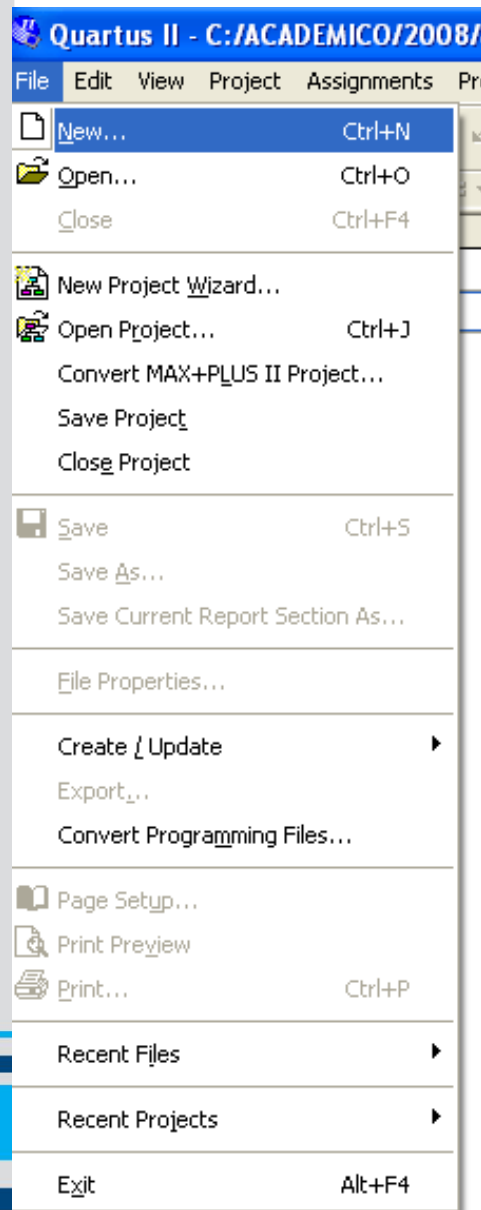 Quartus II - C:/ACADEMICO/2008/
File Edit View Project Assignments Pr
New... Ctrl+N
Open... Ctrl+O
Close Ctrl+F4
New Project Wizard...
Open Project... Ctrl+J
Convert MAX+PLUS II Project...
Save Project
Close Project
Save Ctrl+S
Save As...
Save Current Report Section As...
File Properties...
Create / Update
Export...
Convert Programming Files...
Page Setup...
Print Preview
Print... Ctrl+P
Recent Files
Recent Projects
Exit Alt+F4